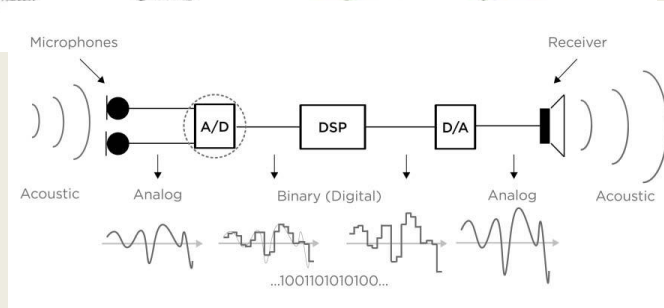 Microphones
Receiver
A/D
DSP
D/A
Acoustic
Analog
Binary (Digital)
Analog
Acoustic
...1001101010100...